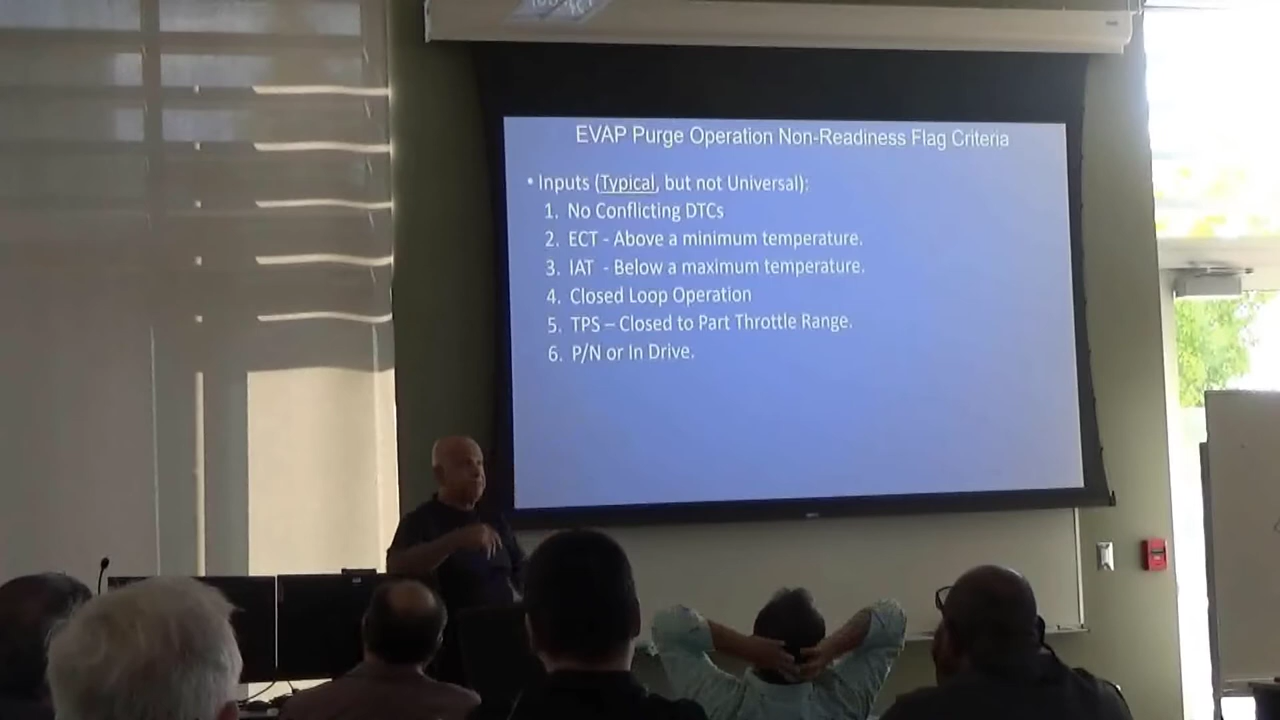 EVAP Purge Operation Non-Readiness Flag Criteria
• Inputs (Typical, but not Universal):
1. No Conflicting DTCs
2. ECT - Above a minimum temperature.
3. IAT - Below a maximum temperature.
4. Closed Loop Operation
5. TPS – Closed to Part Throttle Range.
6. P/N or In Drive.